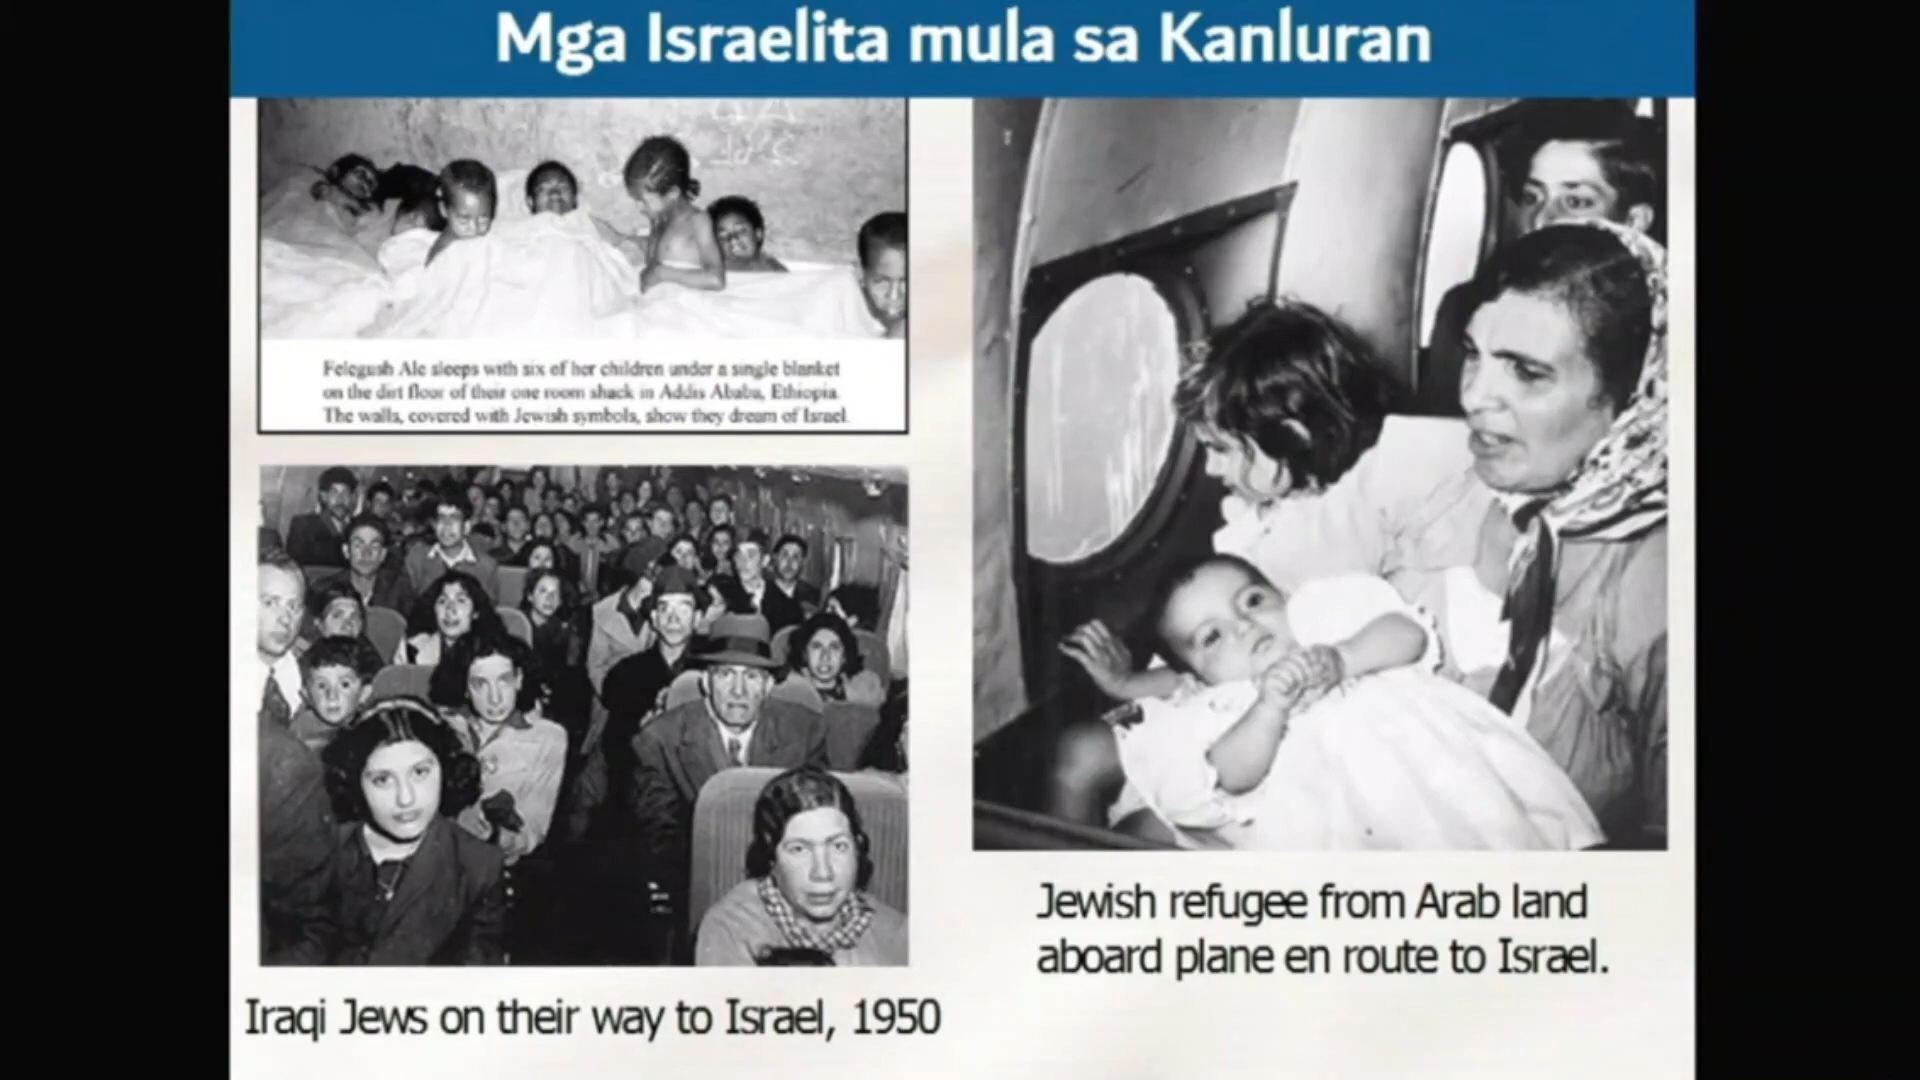 Mga Israelita mula sa Kanluran
Felegush Ale sleeps with six of her children under a single blanket
on the dirt floor of their one room shack in Addis Ababa, Ethiopia.
The walls, covered with Jewish symbols, show they dream of Israel.
Iraqi Jews on their way to Israel, 1950
Jewish refugee from Arab land
aboard plane en route to Israel.